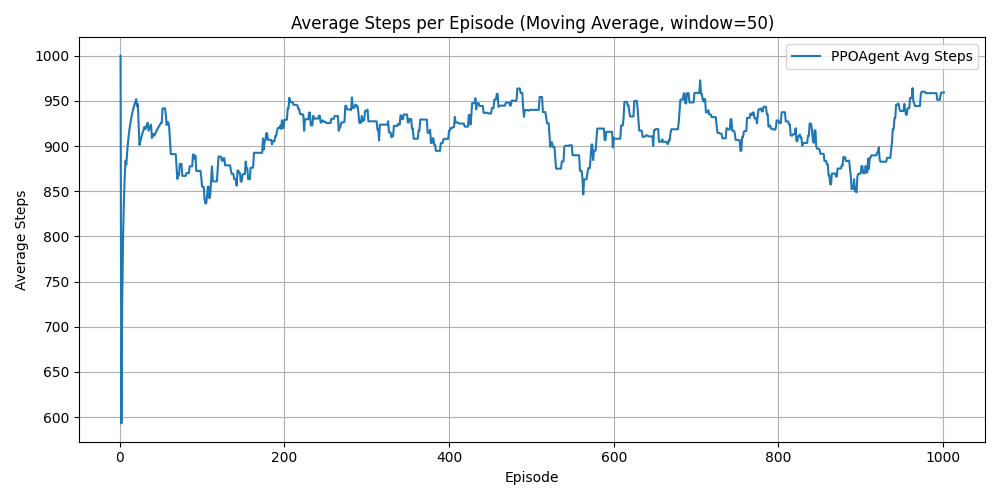 Average Steps per Episode (Moving Average, window=50)
PPOAgent Avg Steps
1000
950
900
850
800
750
700
650
600
Average Steps
0 200 400 600 800 1000
Episode